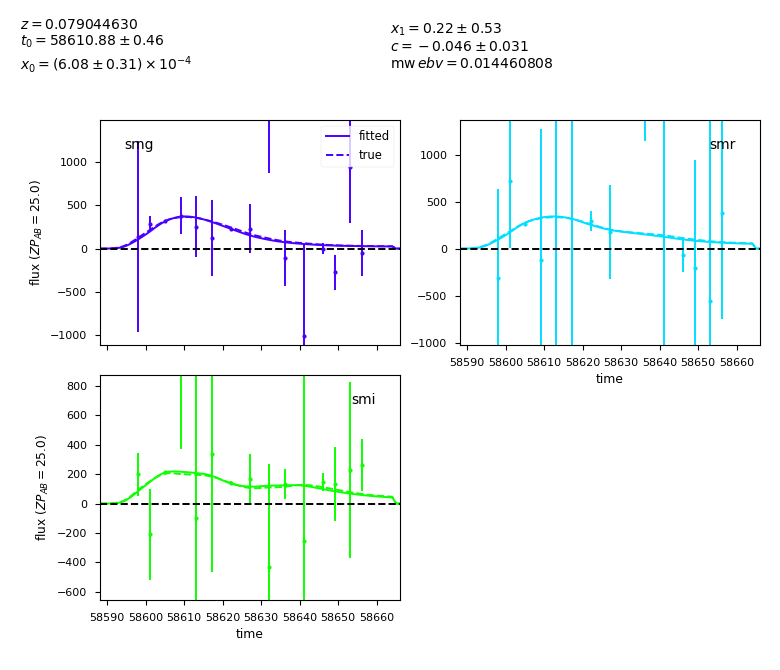 z = 0.079044630
t₀ = 58610.88 ± 0.46
x₀ = (6.08 ± 0.31) × 10⁻⁴
x₁ = 0.22 ± 0.53
c = −0.046 ± 0.031
mw ebv = 0.014460808
smg
fitted
true
1000
500
0
−500
−1000
flux (ZP_AB = 25.0)
smr
1000
500
0
−500
−1000
58590 58600 58610 58620 58630 58640 58650 58660
time
smi
800
600
400
200
0
−200
−400
−600
flux (ZP_AB = 25.0)
58590 58600 58610 58620 58630 58640 58650 58660
time